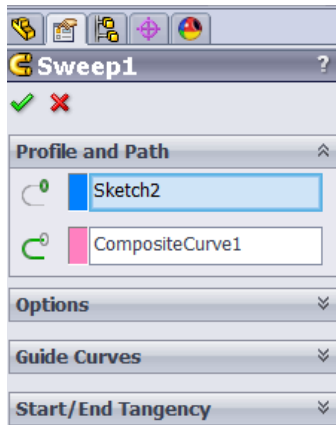 Sweep1 ?
Profile and Path
Sketch2
CompositeCurve1
Options
Guide Curves
Start/End Tangency